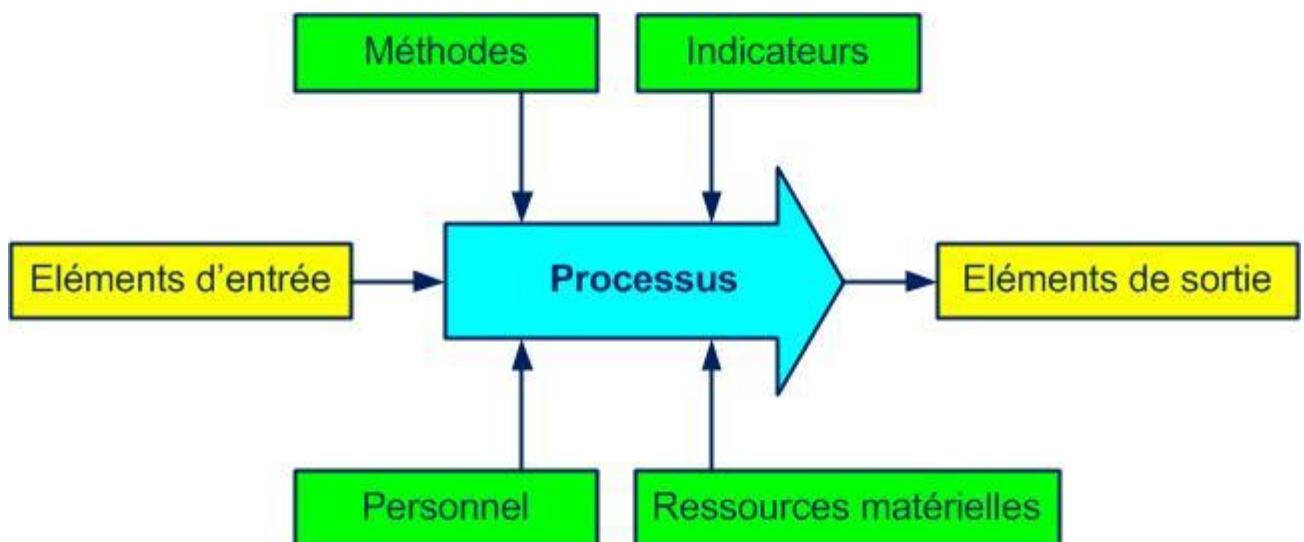 Méthodes
Indicateurs
Eléments d’entrée
Processus
Eléments de sortie
Personnel
Ressources matérielles